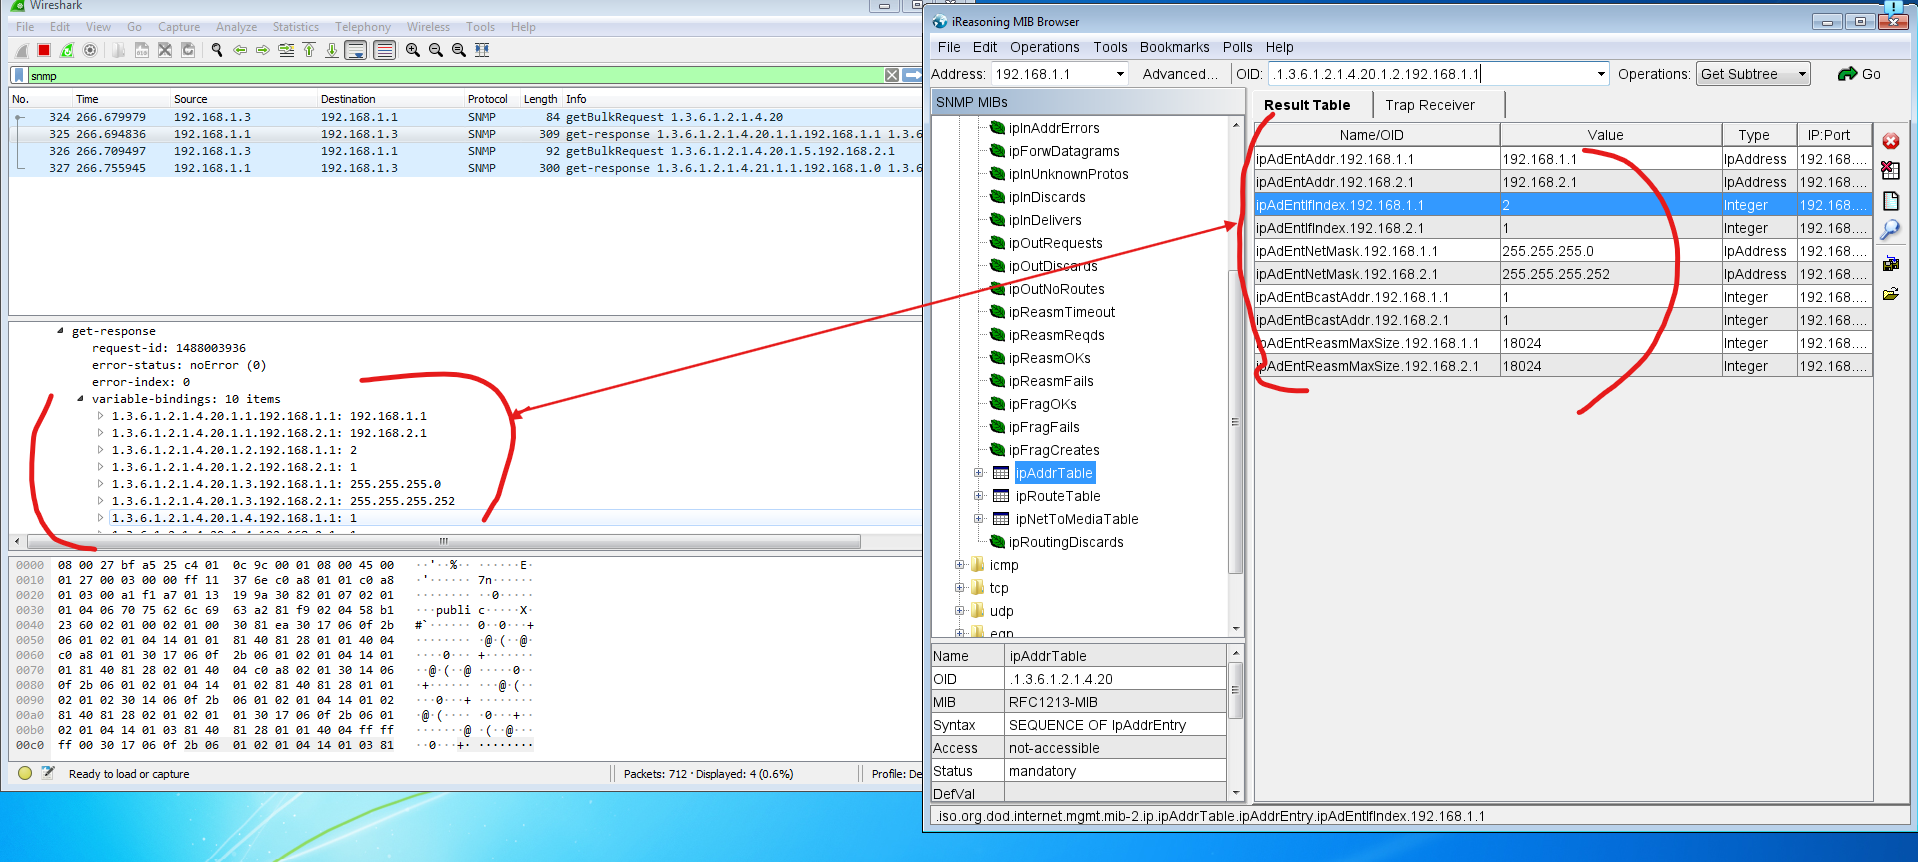 Wireshark
File Edit View Go Capture Analyze Statistics Telephony Wireless Tools Help
snmp
No. Time Source Destination Protocol Length Info
324 266.679979 192.168.1.3 192.168.1.1 SNMP 84 getBulkRequest 1.3.6.1.2.1.4.20
325 266.694836 192.168.1.1 192.168.1.3 SNMP 309 get-response 1.3.6.1.2.1.4.20.1.1.192.168.1.1 1.3.6
326 266.709497 192.168.1.3 192.168.1.1 SNMP 92 getBulkRequest 1.3.6.1.2.1.4.20.1.5.192.168.2.1
327 266.755945 192.168.1.1 192.168.1.3 SNMP 300 get-response 1.3.6.1.2.1.4.21.1.1.192.168.1.0 1.3.6
get-response
request-id: 1488003936
error-status: noError (0)
error-index: 0
variable-bindings: 10 items
1.3.6.1.2.1.4.20.1.1.192.168.1.1: 192.168.1.1
1.3.6.1.2.1.4.20.1.1.192.168.2.1: 192.168.2.1
1.3.6.1.2.1.4.20.1.2.192.168.1.1: 2
1.3.6.1.2.1.4.20.1.2.192.168.2.1: 1
1.3.6.1.2.1.4.20.1.3.192.168.1.1: 255.255.255.0
1.3.6.1.2.1.4.20.1.3.192.168.2.1: 255.255.255.252
1.3.6.1.2.1.4.20.1.4.192.168.1.1: 1
0000 08 00 27 bf a5 25 c4 01 0c 9c 00 01 08 00 45 00 ··'··%·· ······E·
0010 01 27 00 03 00 00 ff 11 37 6e c0 a8 01 01 c0 a8 ·'······ 7n······
0020 01 03 00 a1 f1 a7 01 13 19 9a 30 82 01 07 02 01 ········ ··0·····
0030 01 04 06 70 75 62 6c 69 63 a2 81 f9 02 04 58 b1 ···publi c·····X·
0040 23 60 02 01 00 02 01 00 30 81 ea 30 17 06 0f 2b #`······ 0··0···+
0050 06 01 02 01 04 14 01 01 81 40 81 28 01 01 40 04 ········ ·@·(··@·
0060 c0 a8 01 01 30 17 06 0f 2b 06 01 02 01 04 14 01 ····0··· +·······
0070 01 81 40 81 28 02 01 40 04 c0 a8 02 01 30 14 06 ··@·(··@ ·····0··
0080 0f 2b 06 01 02 01 04 14 01 02 81 40 81 28 01 01 ·+······ ···@·(··
0090 02 01 02 30 14 06 0f 2b 06 01 02 01 04 14 01 02 ···0···+ ········
00a0 81 40 81 28 02 01 02 01 01 30 17 06 0f 2b 06 01 ·@·(···· ·0···+··
00b0 02 01 04 14 01 03 81 40 81 28 01 01 40 04 ff ff ·······@ ·(··@···
00c0 ff 00 30 17 06 0f 2b 06 01 02 01 04 14 01 03 81 ··0···+· ········
Ready to load or capture Packets: 712 · Displayed: 4 (0.6%) Profile: De
iReasoning MIB Browser
File Edit Operations Tools Bookmarks Polls Help
Address: 192.168.1.1 Advanced... OID: .1.3.6.1.2.1.4.20.1.2.192.168.1.1 Operations: Get Subtree Go
SNMP MIBs
ipInAddrErrors
ipForwDatagrams
ipInUnknownProtos
ipInDiscards
ipInDelivers
ipOutRequests
ipOutDiscards
ipOutNoRoutes
ipReasmTimeout
ipReasmReqds
ipReasmOKs
ipReasmFails
ipFragOKs
ipFragFails
ipFragCreates
ipAddrTable
ipRouteTable
ipNetToMediaTable
ipRoutingDiscards
icmp
tcp
udp
egp
Name ipAddrTable
OID .1.3.6.1.2.1.4.20
MIB RFC1213-MIB
Syntax SEQUENCE OF IpAddrEntry
Access not-accessible
Status mandatory
DefVal
Result Table Trap Receiver
Name/OID Value Type IP:Port
ipAdEntAddr.192.168.1.1 192.168.1.1 IpAddress 192.168....
ipAdEntAddr.192.168.2.1 192.168.2.1 IpAddress 192.168....
ipAdEntIfIndex.192.168.1.1 2 Integer 192.168....
ipAdEntIfIndex.192.168.2.1 1 Integer 192.168....
ipAdEntNetMask.192.168.1.1 255.255.255.0 IpAddress 192.168....
ipAdEntNetMask.192.168.2.1 255.255.255.252 IpAddress 192.168....
ipAdEntBcastAddr.192.168.1.1 1 Integer 192.168....
ipAdEntBcastAddr.192.168.2.1 1 Integer 192.168....
ipAdEntReasmMaxSize.192.168.1.1 18024 Integer 192.168....
ipAdEntReasmMaxSize.192.168.2.1 18024 Integer 192.168....
.iso.org.dod.internet.mgmt.mib-2.ip.ipAddrTable.ipAddrEntry.ipAdEntIfIndex.192.168.1.1